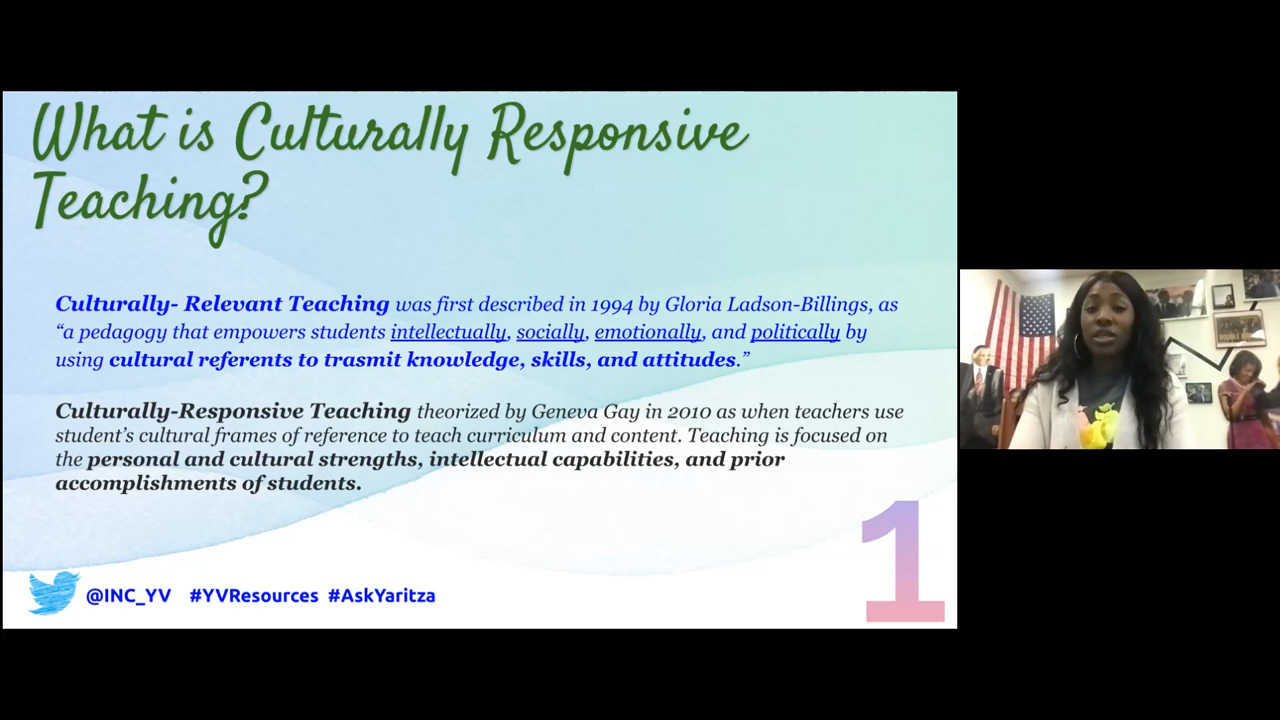 What is Culturally Responsive
Teaching?
Culturally- Relevant Teaching was first described in 1994 by Gloria Ladson-Billings, as
“a pedagogy that empowers students intellectually, socially, emotionally, and politically by
using cultural referents to trasmit knowledge, skills, and attitudes.”
Culturally-Responsive Teaching theorized by Geneva Gay in 2010 as when teachers use
student’s cultural frames of reference to teach curriculum and content. Teaching is focused on
the personal and cultural strengths, intellectual capabilities, and prior
accomplishments of students.
@INC_YV #YVResources #AskYaritza
1